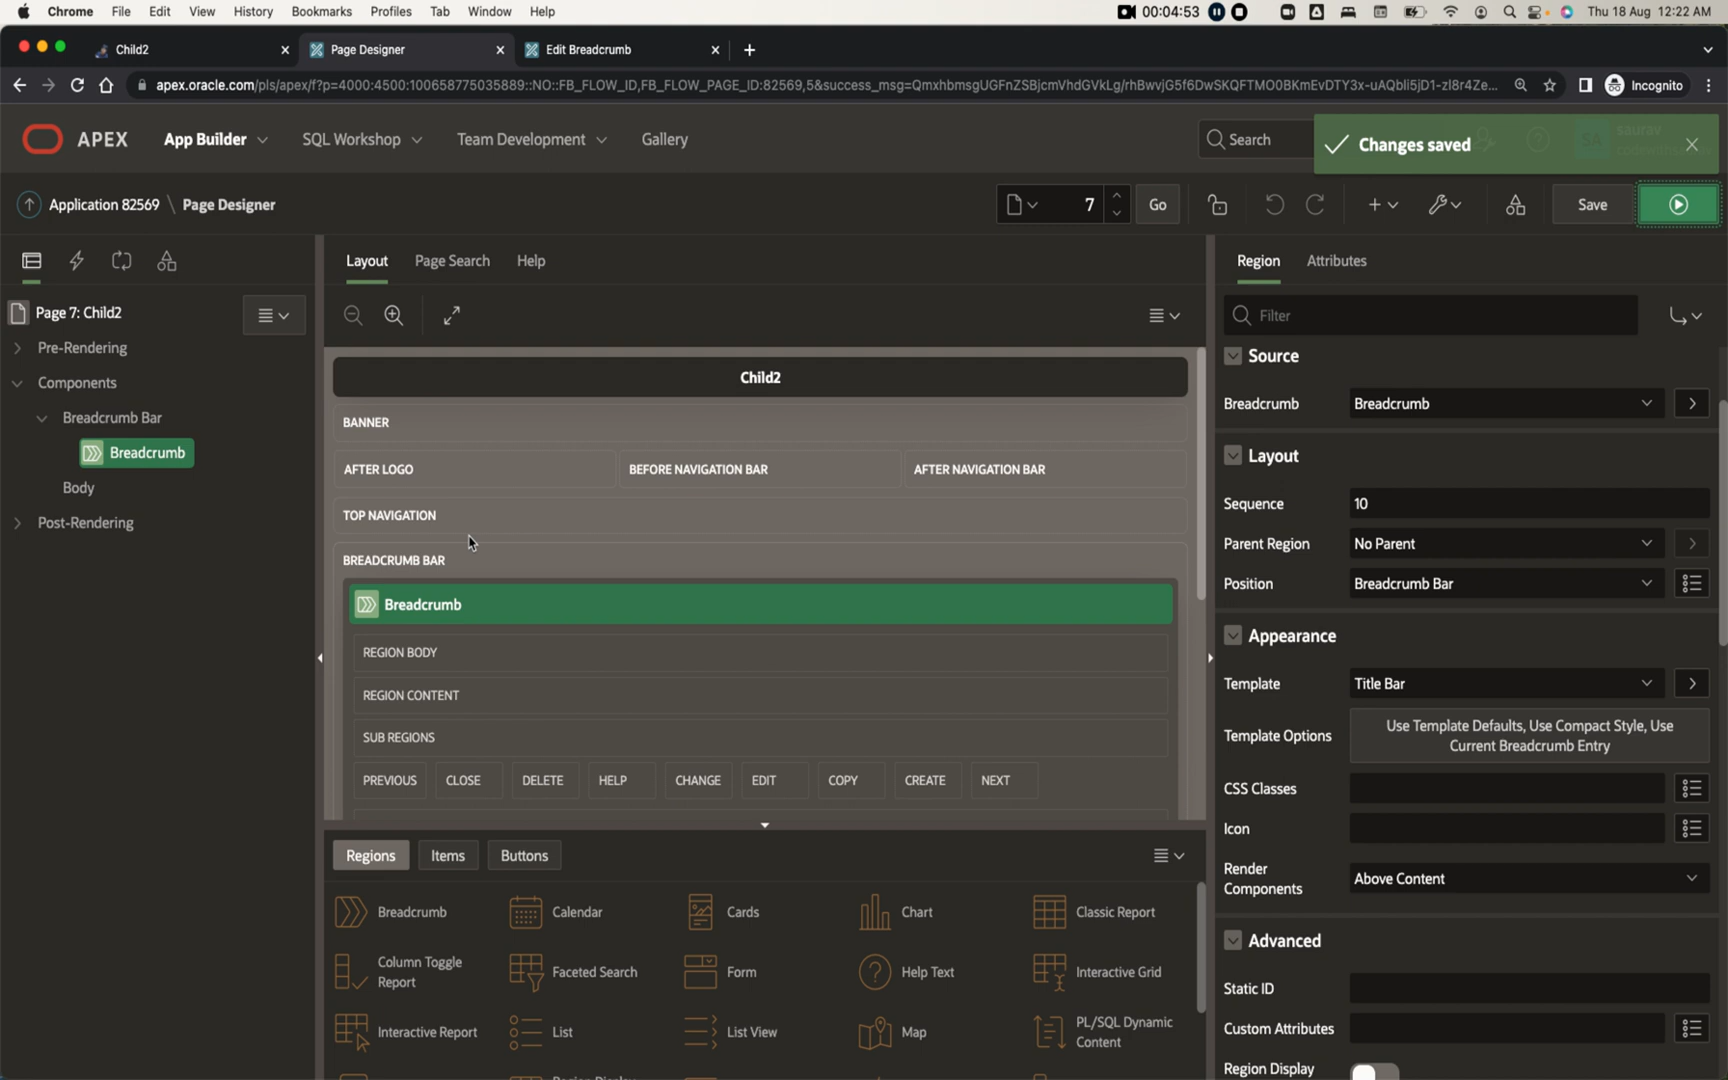 Chrome File Edit View History Bookmarks Profiles Tab Window Help 00:04:53 Thu 18 Aug 12:22 AM
Child2 Page Designer Edit Breadcrumb
apex.oracle.com/pls/apex/f?p=4000:4500:100658775035889::NO::FB_FLOW_ID,FB_FLOW_PAGE_ID:82569,5&success_msg=QmxhbmsgUGFnZSBjcmVhdGVkLg/rhBwvjG5f6DwSKQFTMO0BKmEvDTY3x-uAQbli5jD1-zl8r4Ze... Incognito
APEX App Builder SQL Workshop Team Development Gallery Search Changes saved
Application 82569 \ Page Designer 7 Go Save
Layout Page Search Help Region Attributes
Page 7: Child2
Filter
Pre-Rendering
Components
Breadcrumb Bar
Breadcrumb
Body
Post-Rendering
Child2
BANNER
AFTER LOGO BEFORE NAVIGATION BAR AFTER NAVIGATION BAR
TOP NAVIGATION
BREADCRUMB BAR
Breadcrumb
REGION BODY
REGION CONTENT
SUB REGIONS
PREVIOUS CLOSE DELETE HELP CHANGE EDIT COPY CREATE NEXT
Regions Items Buttons
Breadcrumb Calendar Cards Chart Classic Report
Column Toggle Report Faceted Search Form Help Text Interactive Grid
Interactive Report List List View Map PL/SQL Dynamic Content
Source
Breadcrumb Breadcrumb
Layout
Sequence 10
Parent Region No Parent
Position Breadcrumb Bar
Appearance
Template Title Bar
Template Options Use Template Defaults, Use Compact Style, Use Current Breadcrumb Entry
CSS Classes
Icon
Render Components Above Content
Advanced
Static ID
Custom Attributes
Region Display